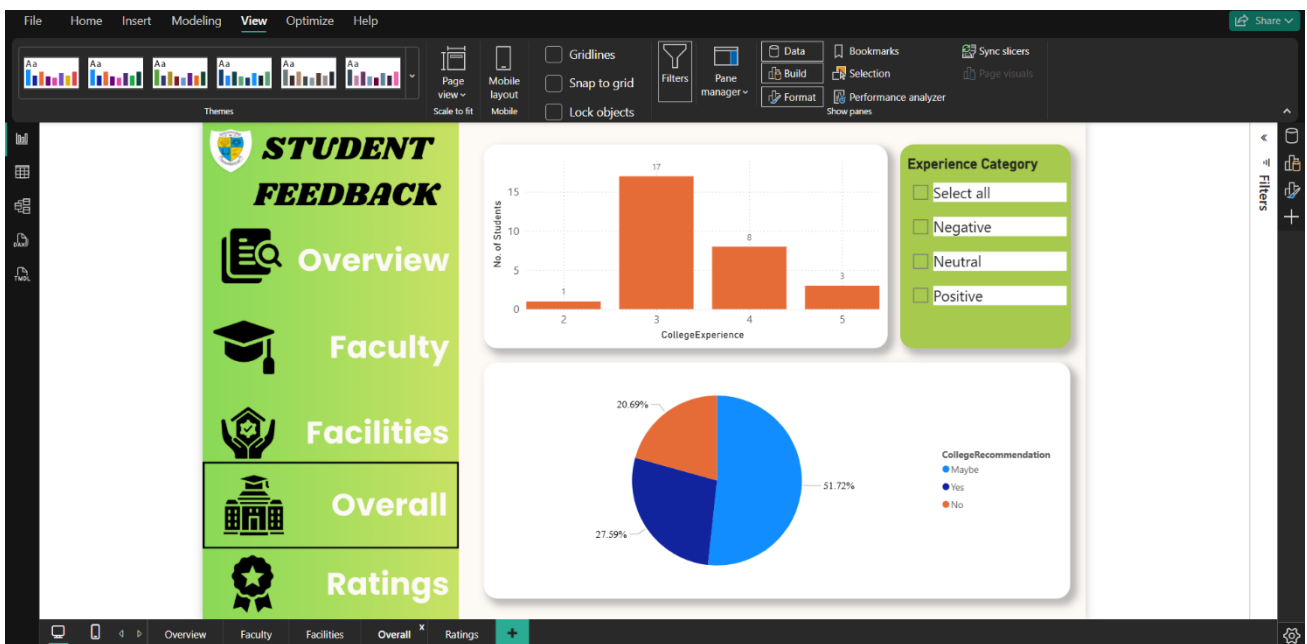 File Home Insert Modeling View Optimize Help
Share
Aa Aa Aa Aa Aa Aa
Themes
Page view
Scale to fit
Mobile layout
Mobile
Gridlines
Snap to grid
Lock objects
Filters
Pane manager
Data
Build
Format
Bookmarks
Selection
Performance analyzer
Sync slicers
Page visuals
Show panes
DAX
TMDL
STUDENT
FEEDBACK
Overview
Faculty
Facilities
Overall
Ratings
No. of Students
15
10
5
0
1
17
8
3
2 3 4 5
CollegeExperience
Experience Category
Select all
Negative
Neutral
Positive
20.69%
51.72%
27.59%
CollegeRecommendation
Maybe
Yes
No
Filters
Overview Faculty Facilities Overall x Ratings +